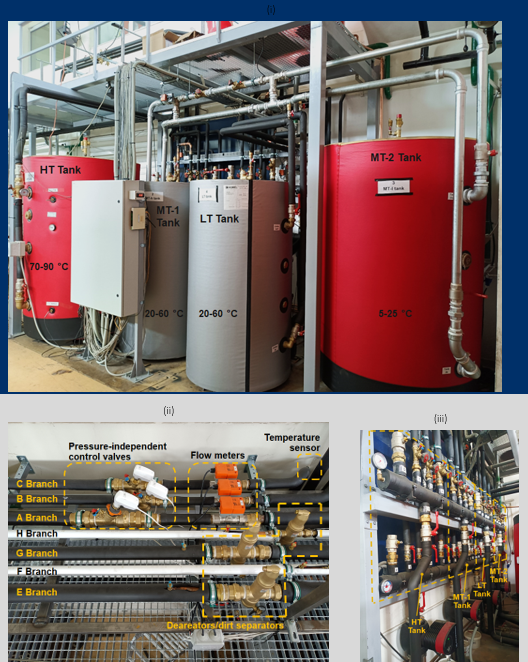 (i)
HT Tank
MT-1
Tank
LT Tank
MT-2 Tank
70-90 °C
20-60 °C
20-60 °C
5-25 °C
(ii)
Pressure-independent
control valves
Flow meters
Temperature
sensor
C Branch
B Branch
A Branch
H Branch
G Branch
F Branch
E Branch
Deareators/dirt separators
(iii)
HT
Tank
MT-1
Tank
LT
Tank
MT-2
Tank